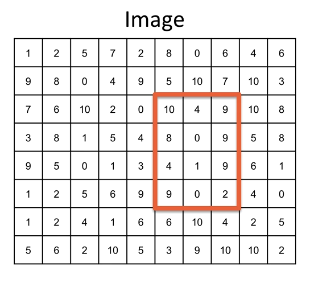 Image
1 2 5 7 2 8 0 6 4 6
9 8 0 4 9 5 10 7 10 3
7 6 10 2 0 10 4 9 10 8
3 8 1 5 4 8 0 9 5 8
9 5 0 1 3 4 1 9 6 1
1 2 5 6 9 9 0 2 4 0
1 2 4 1 6 6 10 4 2 5
5 6 2 10 5 3 9 10 10 2